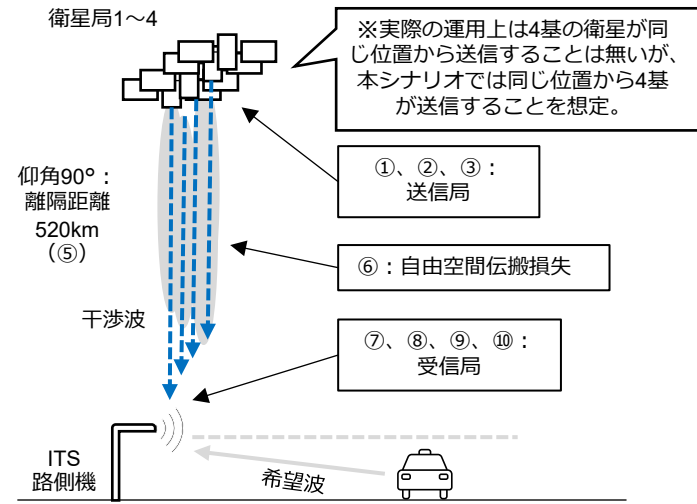 衛星局1～4
※実際の運用上は4基の衛星が同
じ位置から送信することは無いが、
本シナリオでは同じ位置から4基
が送信することを想定。
①、②、③：
送信局
仰角90°：
離隔距離
520km
（⑤）
⑥：自由空間伝搬損失
干渉波
⑦、⑧、⑨、⑩：
受信局
ITS
路側機
希望波